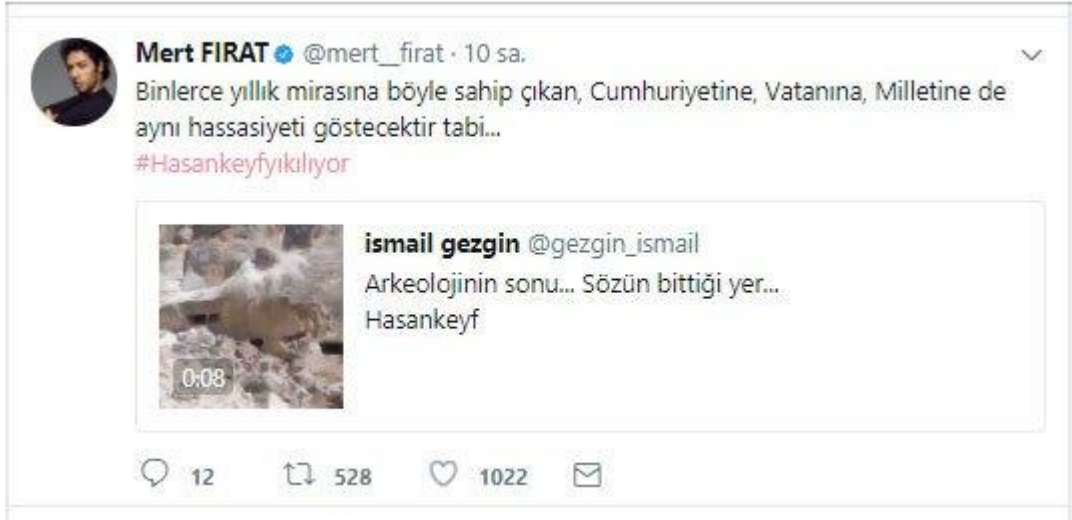 Mert FIRAT @mert__firat · 10 sa.
Binlerce yıllık mirasına böyle sahip çıkan, Cumhuriyetine, Vatanına, Milletine de
aynı hassasiyeti göstecektir tabi...
#Hasankeyfyıkılıyor
ismail gezgin @gezgin_ismail
Arkeolojinin sonu... Sözün bittiği yer...
Hasankeyf
0:08
12 528 1022